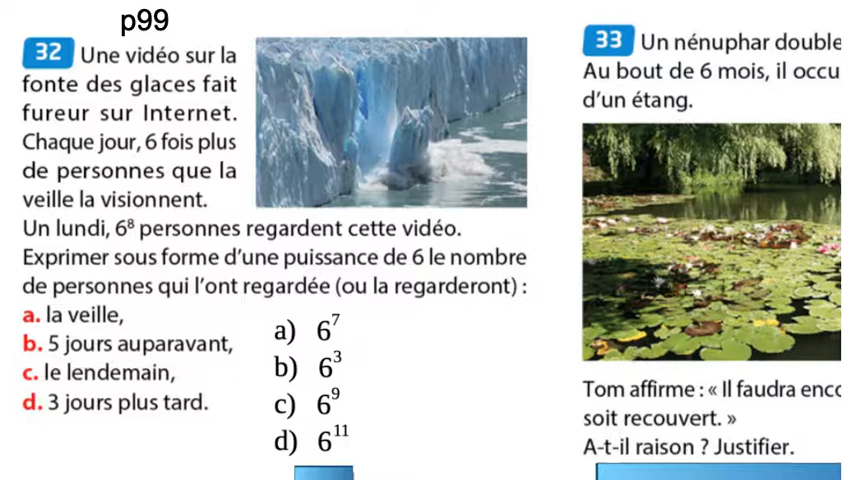 p99
32 Une vidéo sur la
fonte des glaces fait
fureur sur Internet.
Chaque jour, 6 fois plus
de personnes que la
veille la visionnent.
Un lundi, 6⁸ personnes regardent cette vidéo.
Exprimer sous forme d'une puissance de 6 le nombre
de personnes qui l'ont regardée (ou la regarderont) :
a. la veille,
b. 5 jours auparavant,
c. le lendemain,
d. 3 jours plus tard.
a) 6⁷
b) 6³
c) 6⁹
d) 6¹¹
33 Un nénuphar double
Au bout de 6 mois, il occu
d'un étang.
Tom affirme : « Il faudra enco
soit recouvert. »
A-t-il raison ? Justifier.